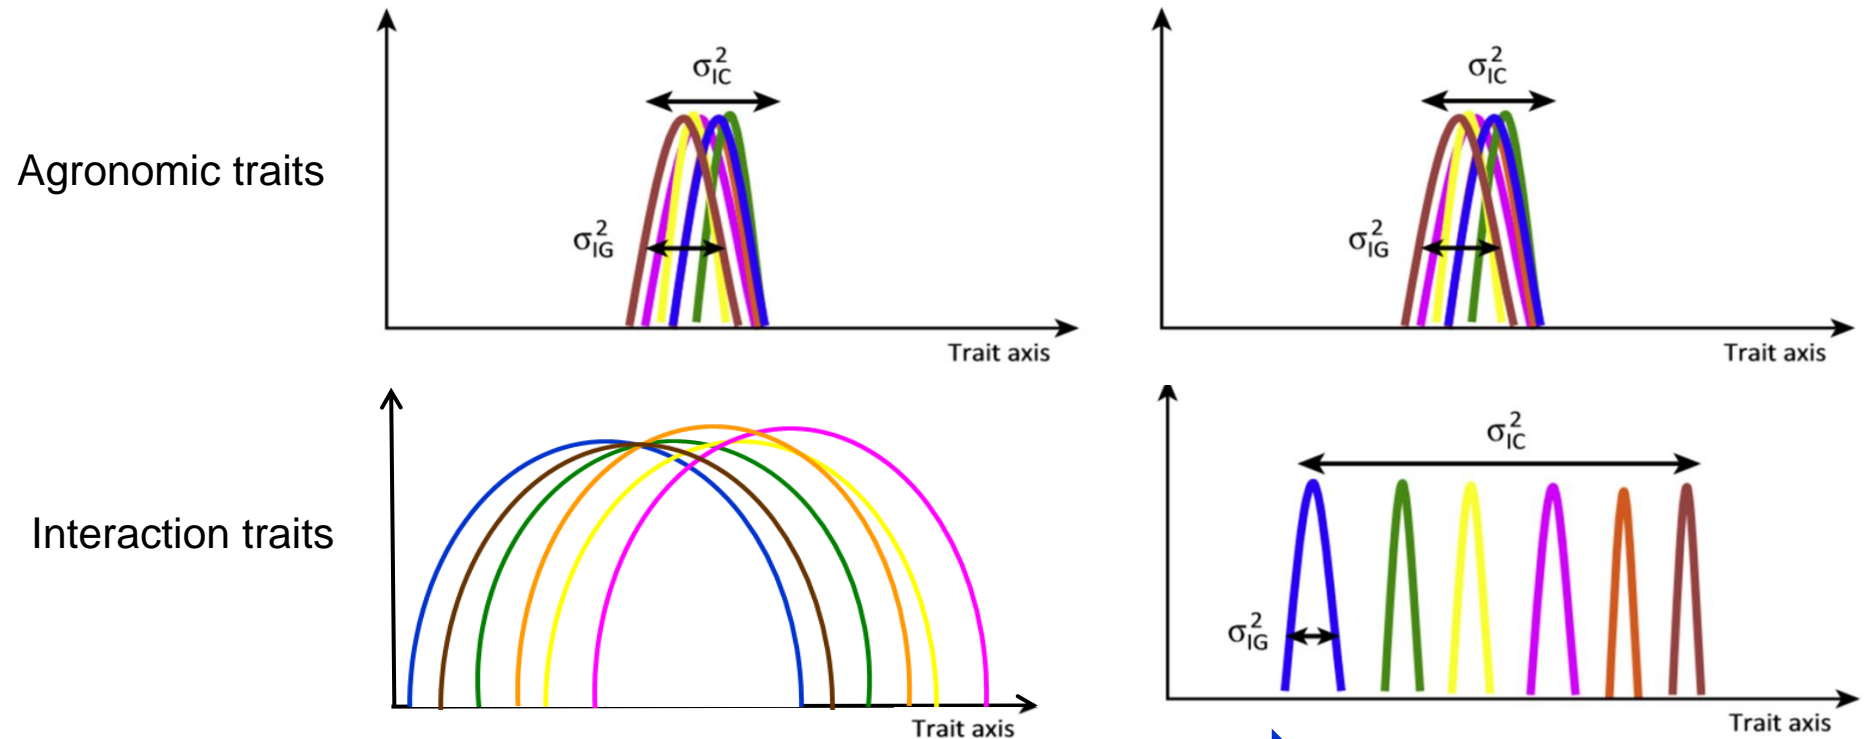 Agronomic traits
σ²IC
σ²IG
Trait axis
σ²IC
σ²IG
Trait axis
Interaction traits
Trait axis
σ²IC
σ²IG
Trait axis